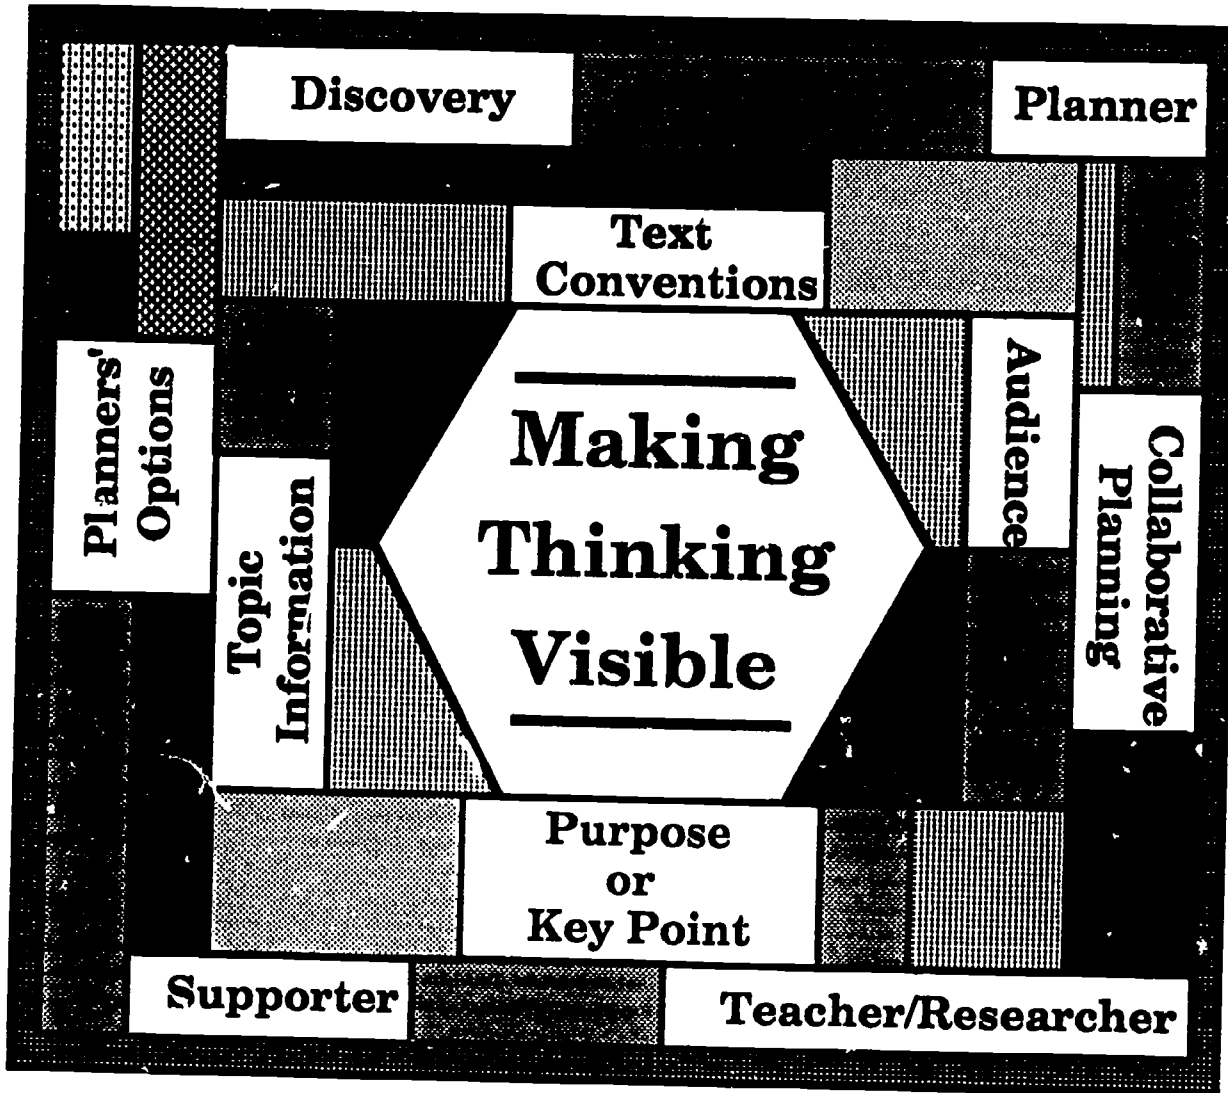 Discovery
Planner
Text
Conventions
Planners'
Options
Topic
Information
Making
Thinking
Visible
Audience
Collaborative
Planning
Purpose
or
Key Point
Supporter
Teacher/Researcher